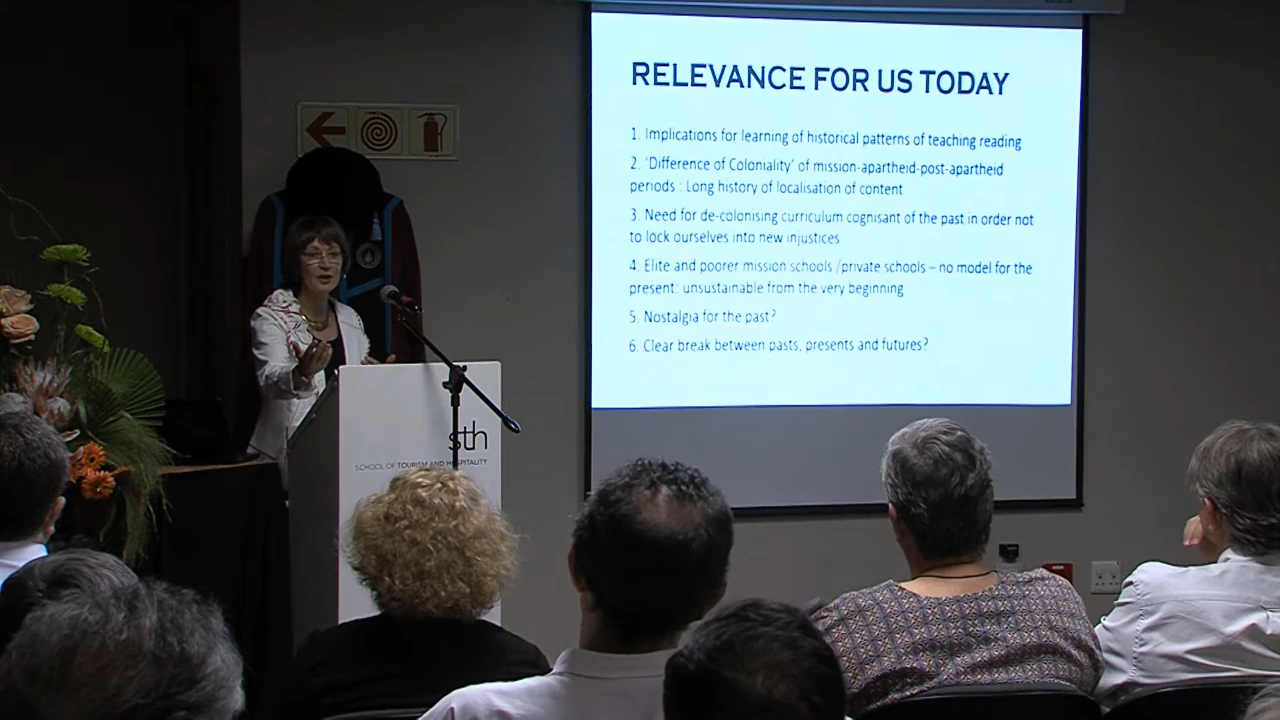 RELEVANCE FOR US TODAY
1. Implications for learning of historical patterns of teaching reading
2. 'Difference of Coloniality' of mission-apartheid-post-apartheid
periods : Long history of localisation of content
3. Need for de-colonising curriculum cognisant of the past in order not
to lock ourselves into new injustices
4. Elite and poorer mission schools /private schools – no model for the
present: unsustainable from the very beginning
5. Nostalgia for the past?
6. Clear break between pasts, presents and futures?
sth
SCHOOL OF TOURISM AND HOSPITALITY